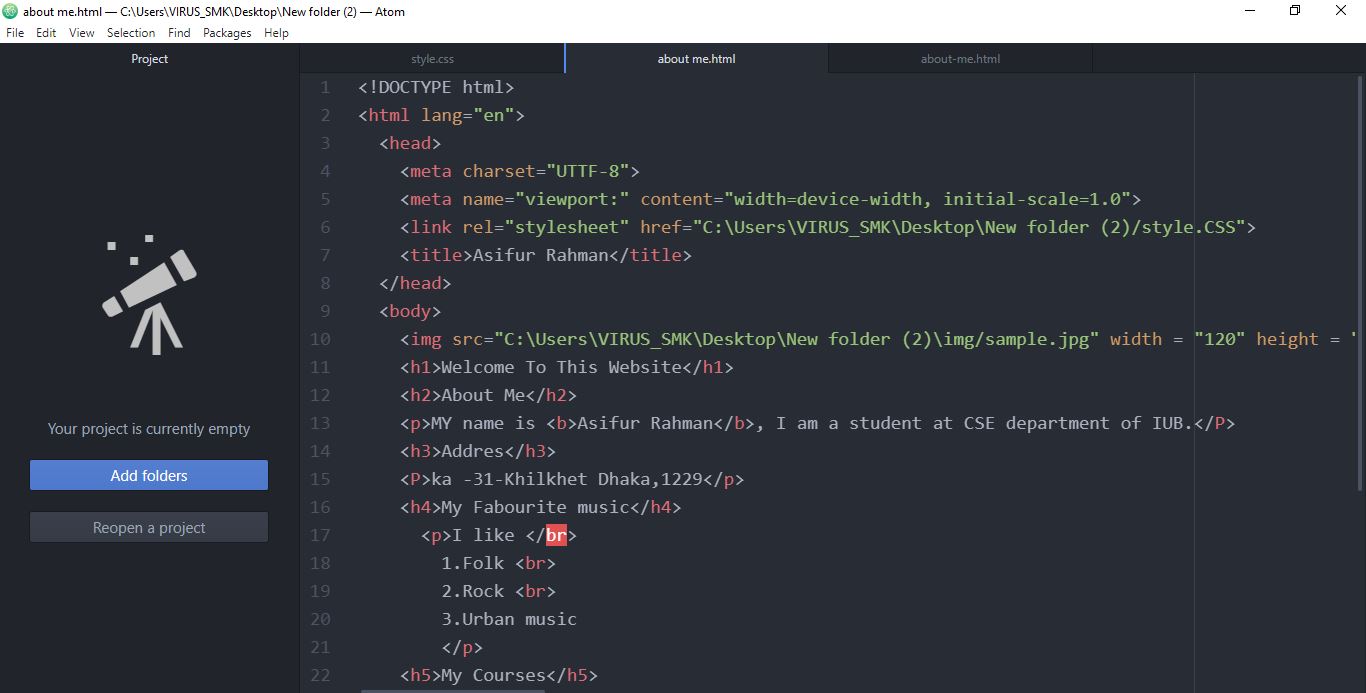 about me.html — C:\Users\VIRUS_SMK\Desktop\New folder (2) — Atom
File Edit View Selection Find Packages Help
Project
style.css
about me.html
about-me.html
Your project is currently empty
Add folders
Reopen a project
1 <!DOCTYPE html>
2 <html lang="en">
3 <head>
4 <meta charset="UTTF-8">
5 <meta name="viewport:" content="width=device-width, initial-scale=1.0">
6 <link rel="stylesheet" href="C:\Users\VIRUS_SMK\Desktop\New folder (2)/style.CSS">
7 <title>Asifur Rahman</title>
8 </head>
9 <body>
10 <img src="C:\Users\VIRUS_SMK\Desktop\New folder (2)\img/sample.jpg" width = "120" height = "
11 <h1>Welcome To This Website</h1>
12 <h2>About Me</h2>
13 <p>MY name is <b>Asifur Rahman</b>, I am a student at CSE department of IUB.</P>
14 <h3>Addres</h3>
15 <P>ka -31-Khilkhet Dhaka,1229</p>
16 <h4>My Fabourite music</h4>
17 <p>I like </br>
18 1.Folk <br>
19 2.Rock <br>
20 3.Urban music
21 </p>
22 <h5>My Courses</h5>